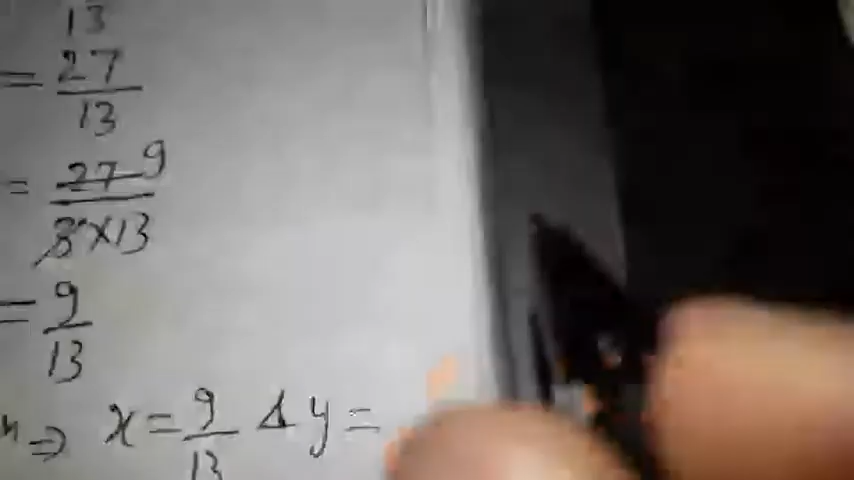 13
= 27/13
= 27 9/3×13
= 9/13
⇒ x = 9/13 & y =